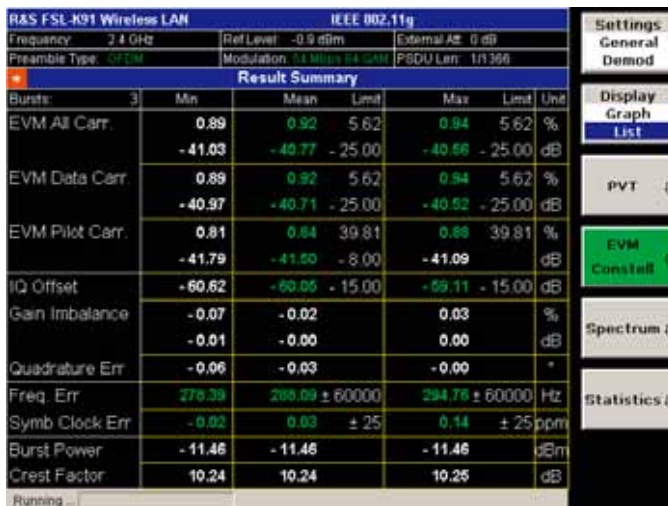 R&S FSL-K91 Wireless LAN IEEE 802.11g
Frequency: 2.4 GHz Ref Level: -0.9 dBm External Att: 0 dB
Preamble Type: OFDM Modulation: 54 Mbps 64 QAM PSDU Len: 1/1366
Result Summary
Bursts: 3 Min Mean Limit Max Limit Unit
EVM All Carr. 0.89 0.92 5.62 0.94 5.62 %
- 41.03 - 40.77 - 25.00 - 40.56 - 25.00 dB
EVM Data Carr. 0.89 0.92 5.62 0.94 5.62 %
- 40.97 - 40.71 - 25.00 - 40.52 - 25.00 dB
EVM Pilot Carr. 0.81 0.84 39.81 0.88 39.81 %
- 41.79 - 41.50 - 8.00 - 41.09 dB
IQ Offset - 60.62 - 60.05 - 15.00 - 59.11 - 15.00 dB
Gain Imbalance - 0.07 - 0.02 0.03 %
- 0.01 - 0.00 0.00 dB
Quadrature Err - 0.06 - 0.03 - 0.00 °
Freq. Err 278.39 288.09 ± 60000 294.76 ± 60000 Hz
Symb Clock Err - 0.02 0.03 ± 25 0.14 ± 25 ppm
Burst Power - 11.46 - 11.46 - 11.46 dBm
Crest Factor 10.24 10.24 10.25 dB
Running ...
Settings
General
Demod
Display
Graph
List
PVT
EVM
Constell
Spectrum
Statistics